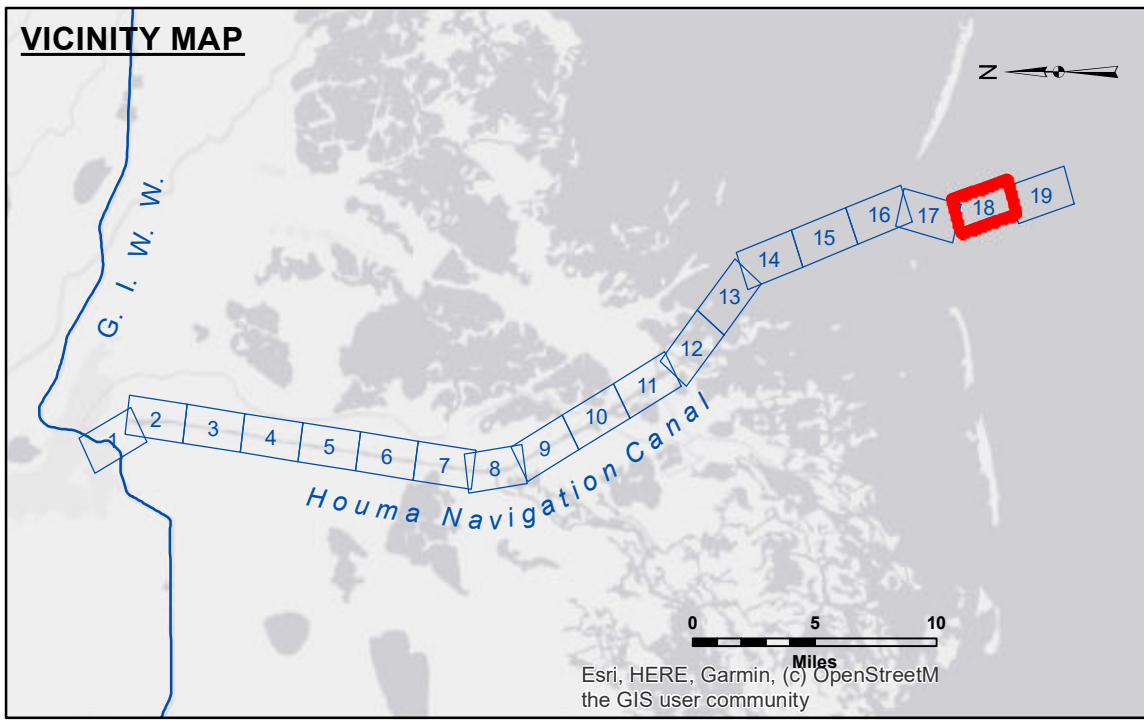 VICINITY MAP
N
G. I. W. W.
1
2
3
4
5
6
7
8
9
10
11
12
13
14
15
16
17
18
19
Houma Navigation Canal
0 5 10
Miles
Esri, HERE, Garmin, (c) OpenStreetM
the GIS user community